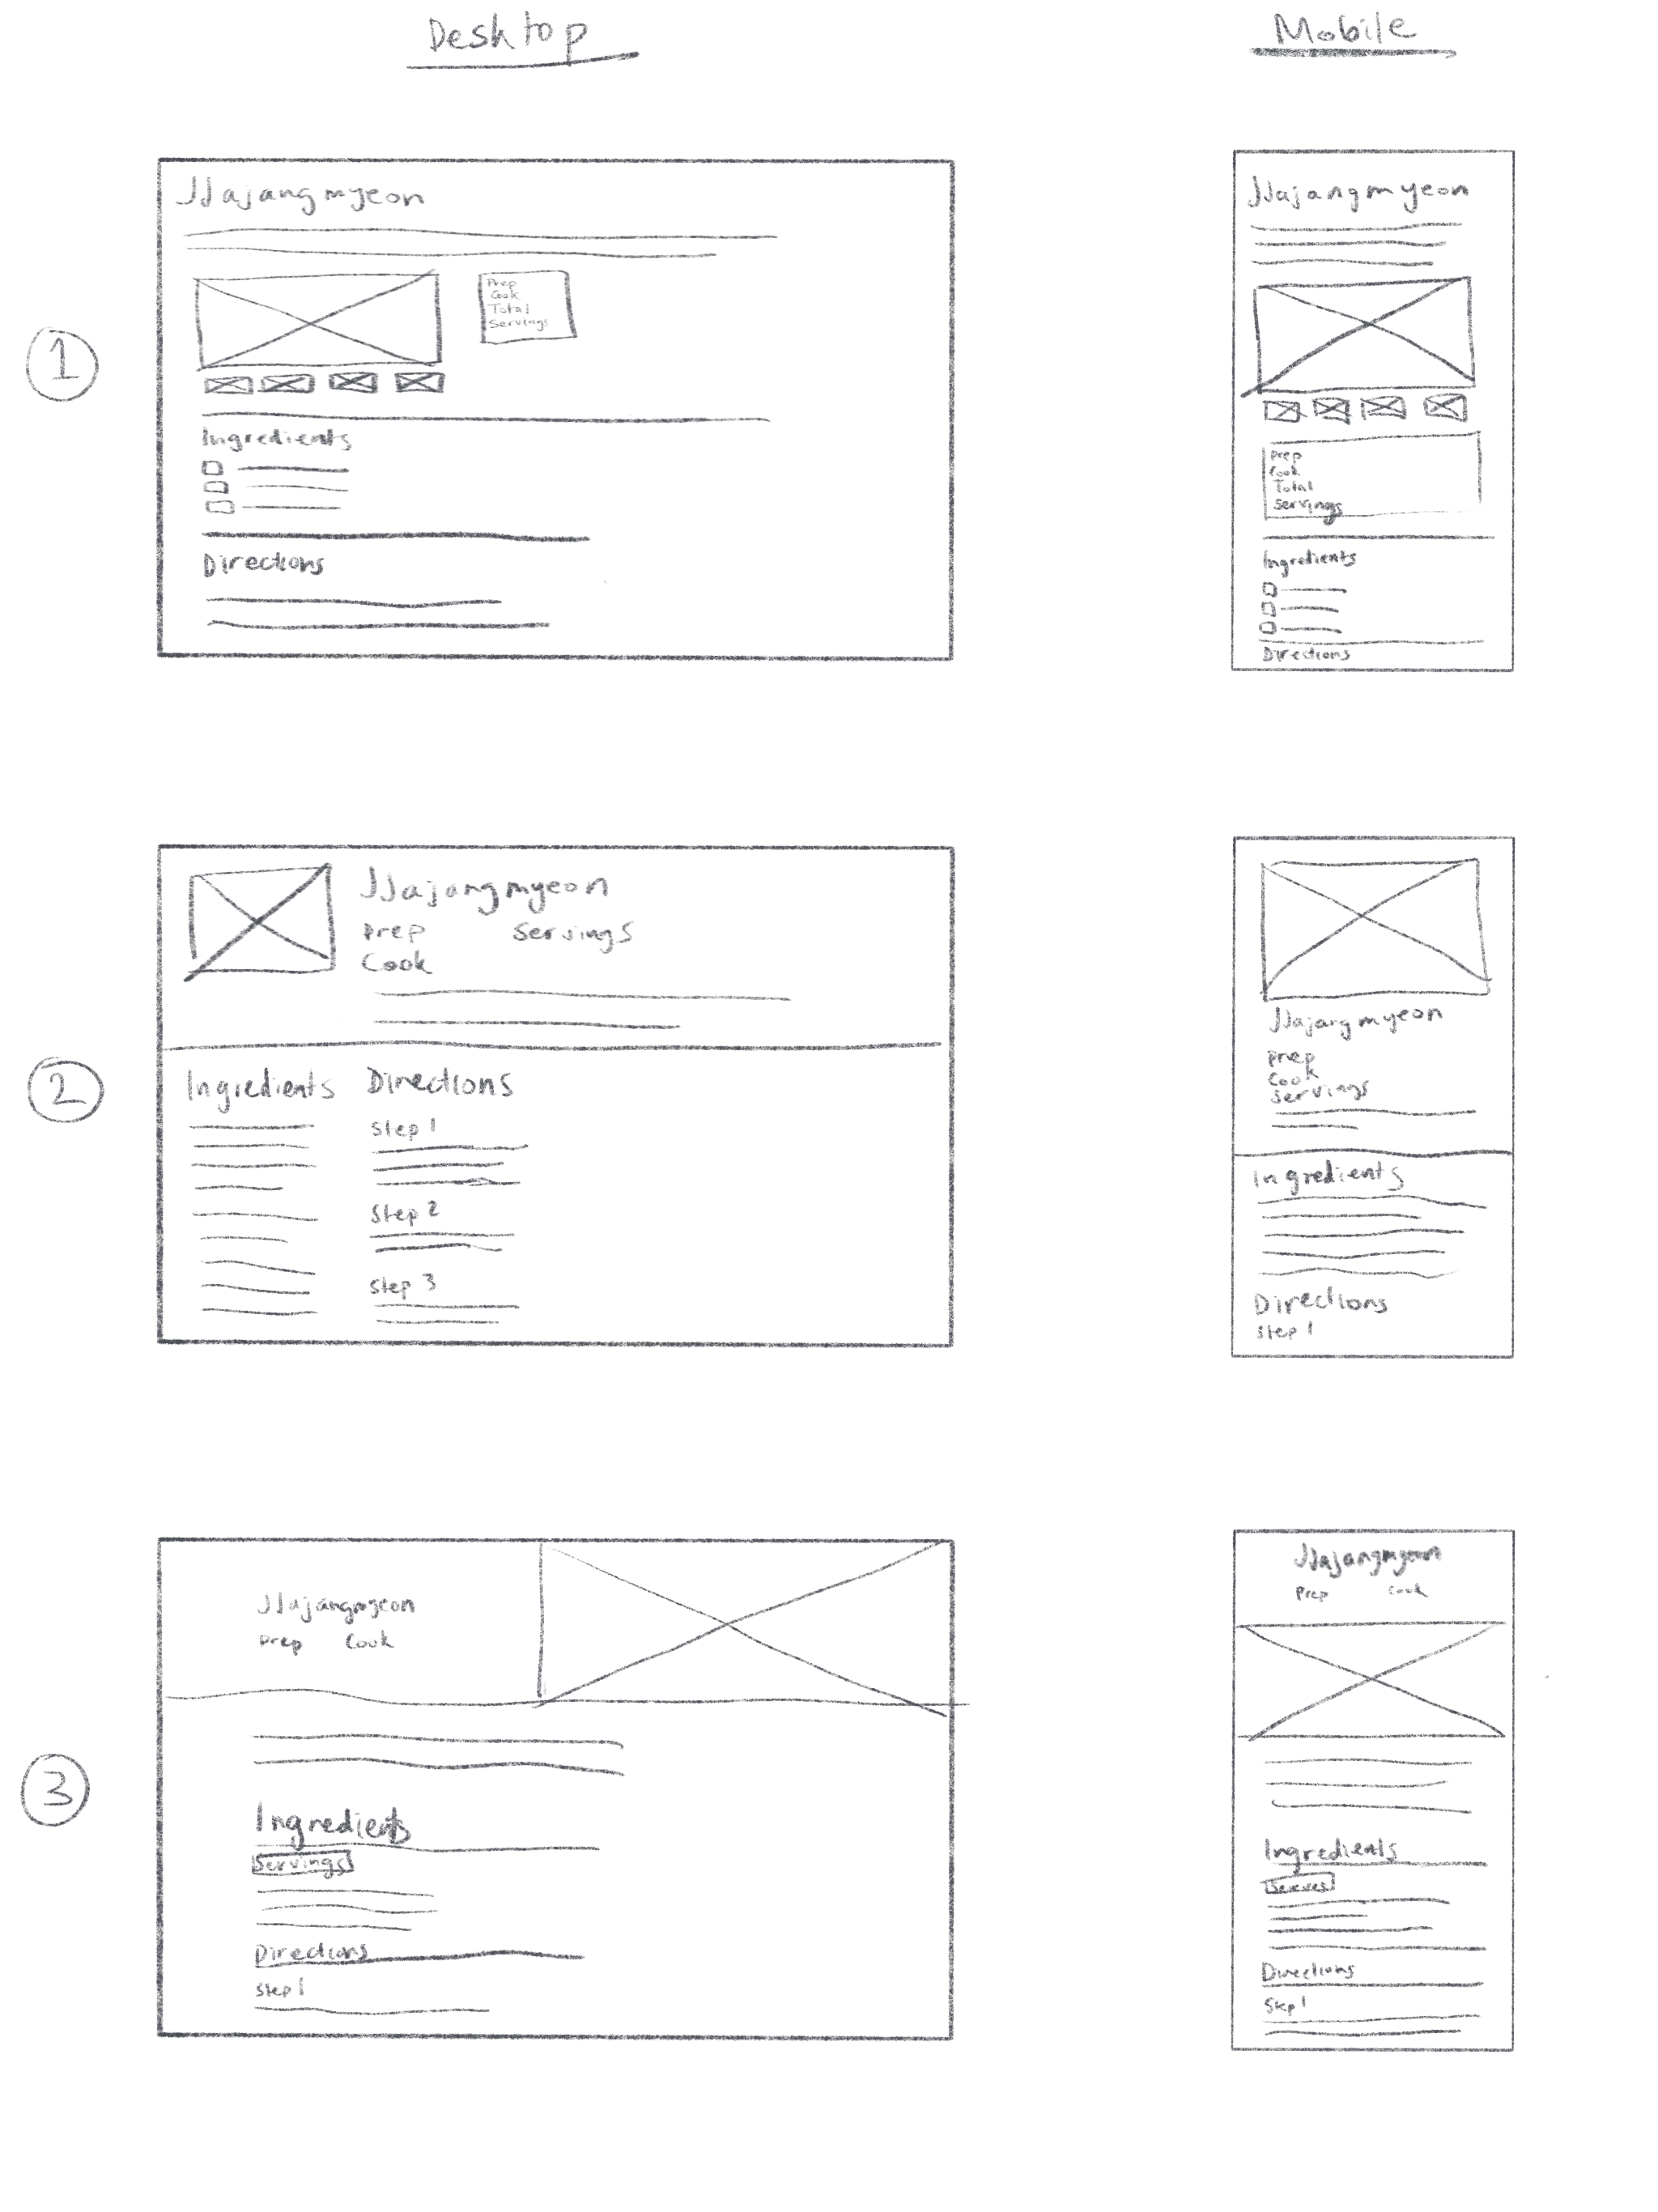 Desktop
Mobile
1
JJajangmyeon
Prep
Cook
Total
Servings
Ingredients
Directions
JJajangmyeon
Prep
Cook
Total
Servings
Ingredients
Directions
2
JJajangmyeon
Prep Servings
Cook
Ingredients Directions
Step 1
Step 2
Step 3
JJajangmyeon
Prep
Cook
Servings
Ingredients
Directions
Step 1
3
JJajangmyeon
Prep Cook
Ingredients
Servings
Directions
Step 1
JJajangmyeon
Prep Cook
Ingredients
Directions
Step 1